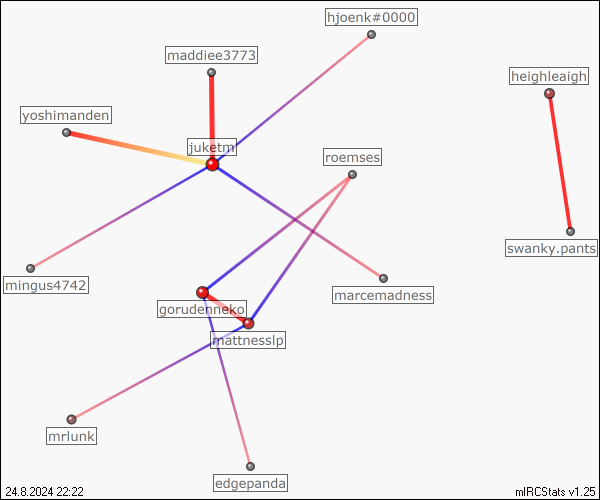 hjoenk#0000
maddiee3773
heighleaigh
yoshimanden
juketm
roemses
swanky.pants
mingus4742
marcemadness
gorudenneko
mattnesslp
mrlunk
edgepanda
24.8.2024 22:22
mIRCStats v1.25